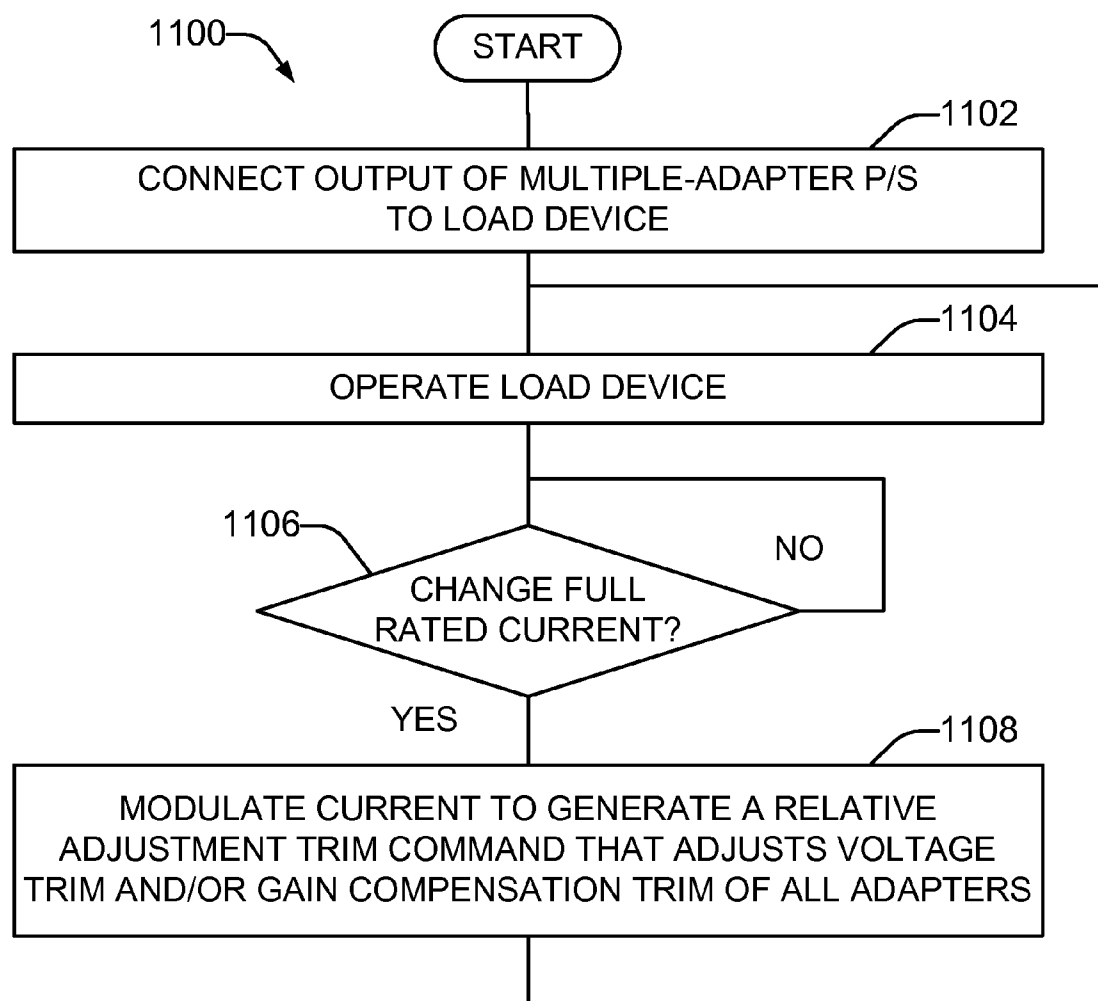 1100
START
1102
CONNECT OUTPUT OF MULTIPLE-ADAPTER P/S
TO LOAD DEVICE
1104
OPERATE LOAD DEVICE
1106
NO
CHANGE FULL
RATED CURRENT?
YES
1108
MODULATE CURRENT TO GENERATE A RELATIVE
ADJUSTMENT TRIM COMMAND THAT ADJUSTS VOLTAGE
TRIM AND/OR GAIN COMPENSATION TRIM OF ALL ADAPTERS